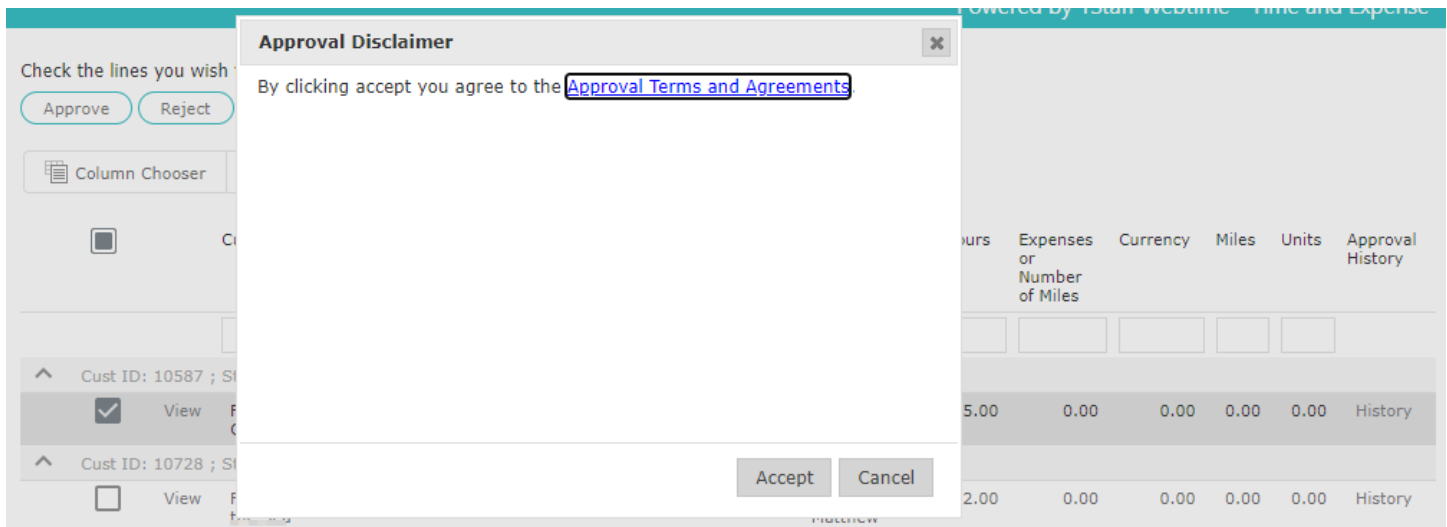 Powered by TStaff Webtime - Time and Expense
Approval Disclaimer
Check the lines you wish
By clicking accept you agree to the Approval Terms and Agreements.
Approve Reject
Column Chooser
Expenses or Number of Miles
Currency
Miles
Units
Approval History
Cust ID: 10587 ;
View
5.00 0.00 0.00 0.00 0.00 History
Cust ID: 10728 ;
Accept Cancel
View
2.00 0.00 0.00 0.00 0.00 History
Matthew